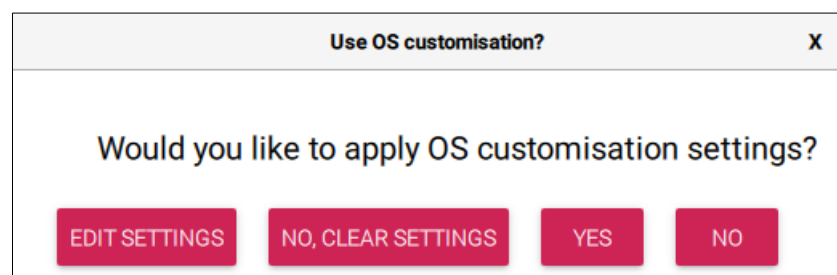 Use OS customisation? X
Would you like to apply OS customisation settings?
EDIT SETTINGS NO, CLEAR SETTINGS YES NO